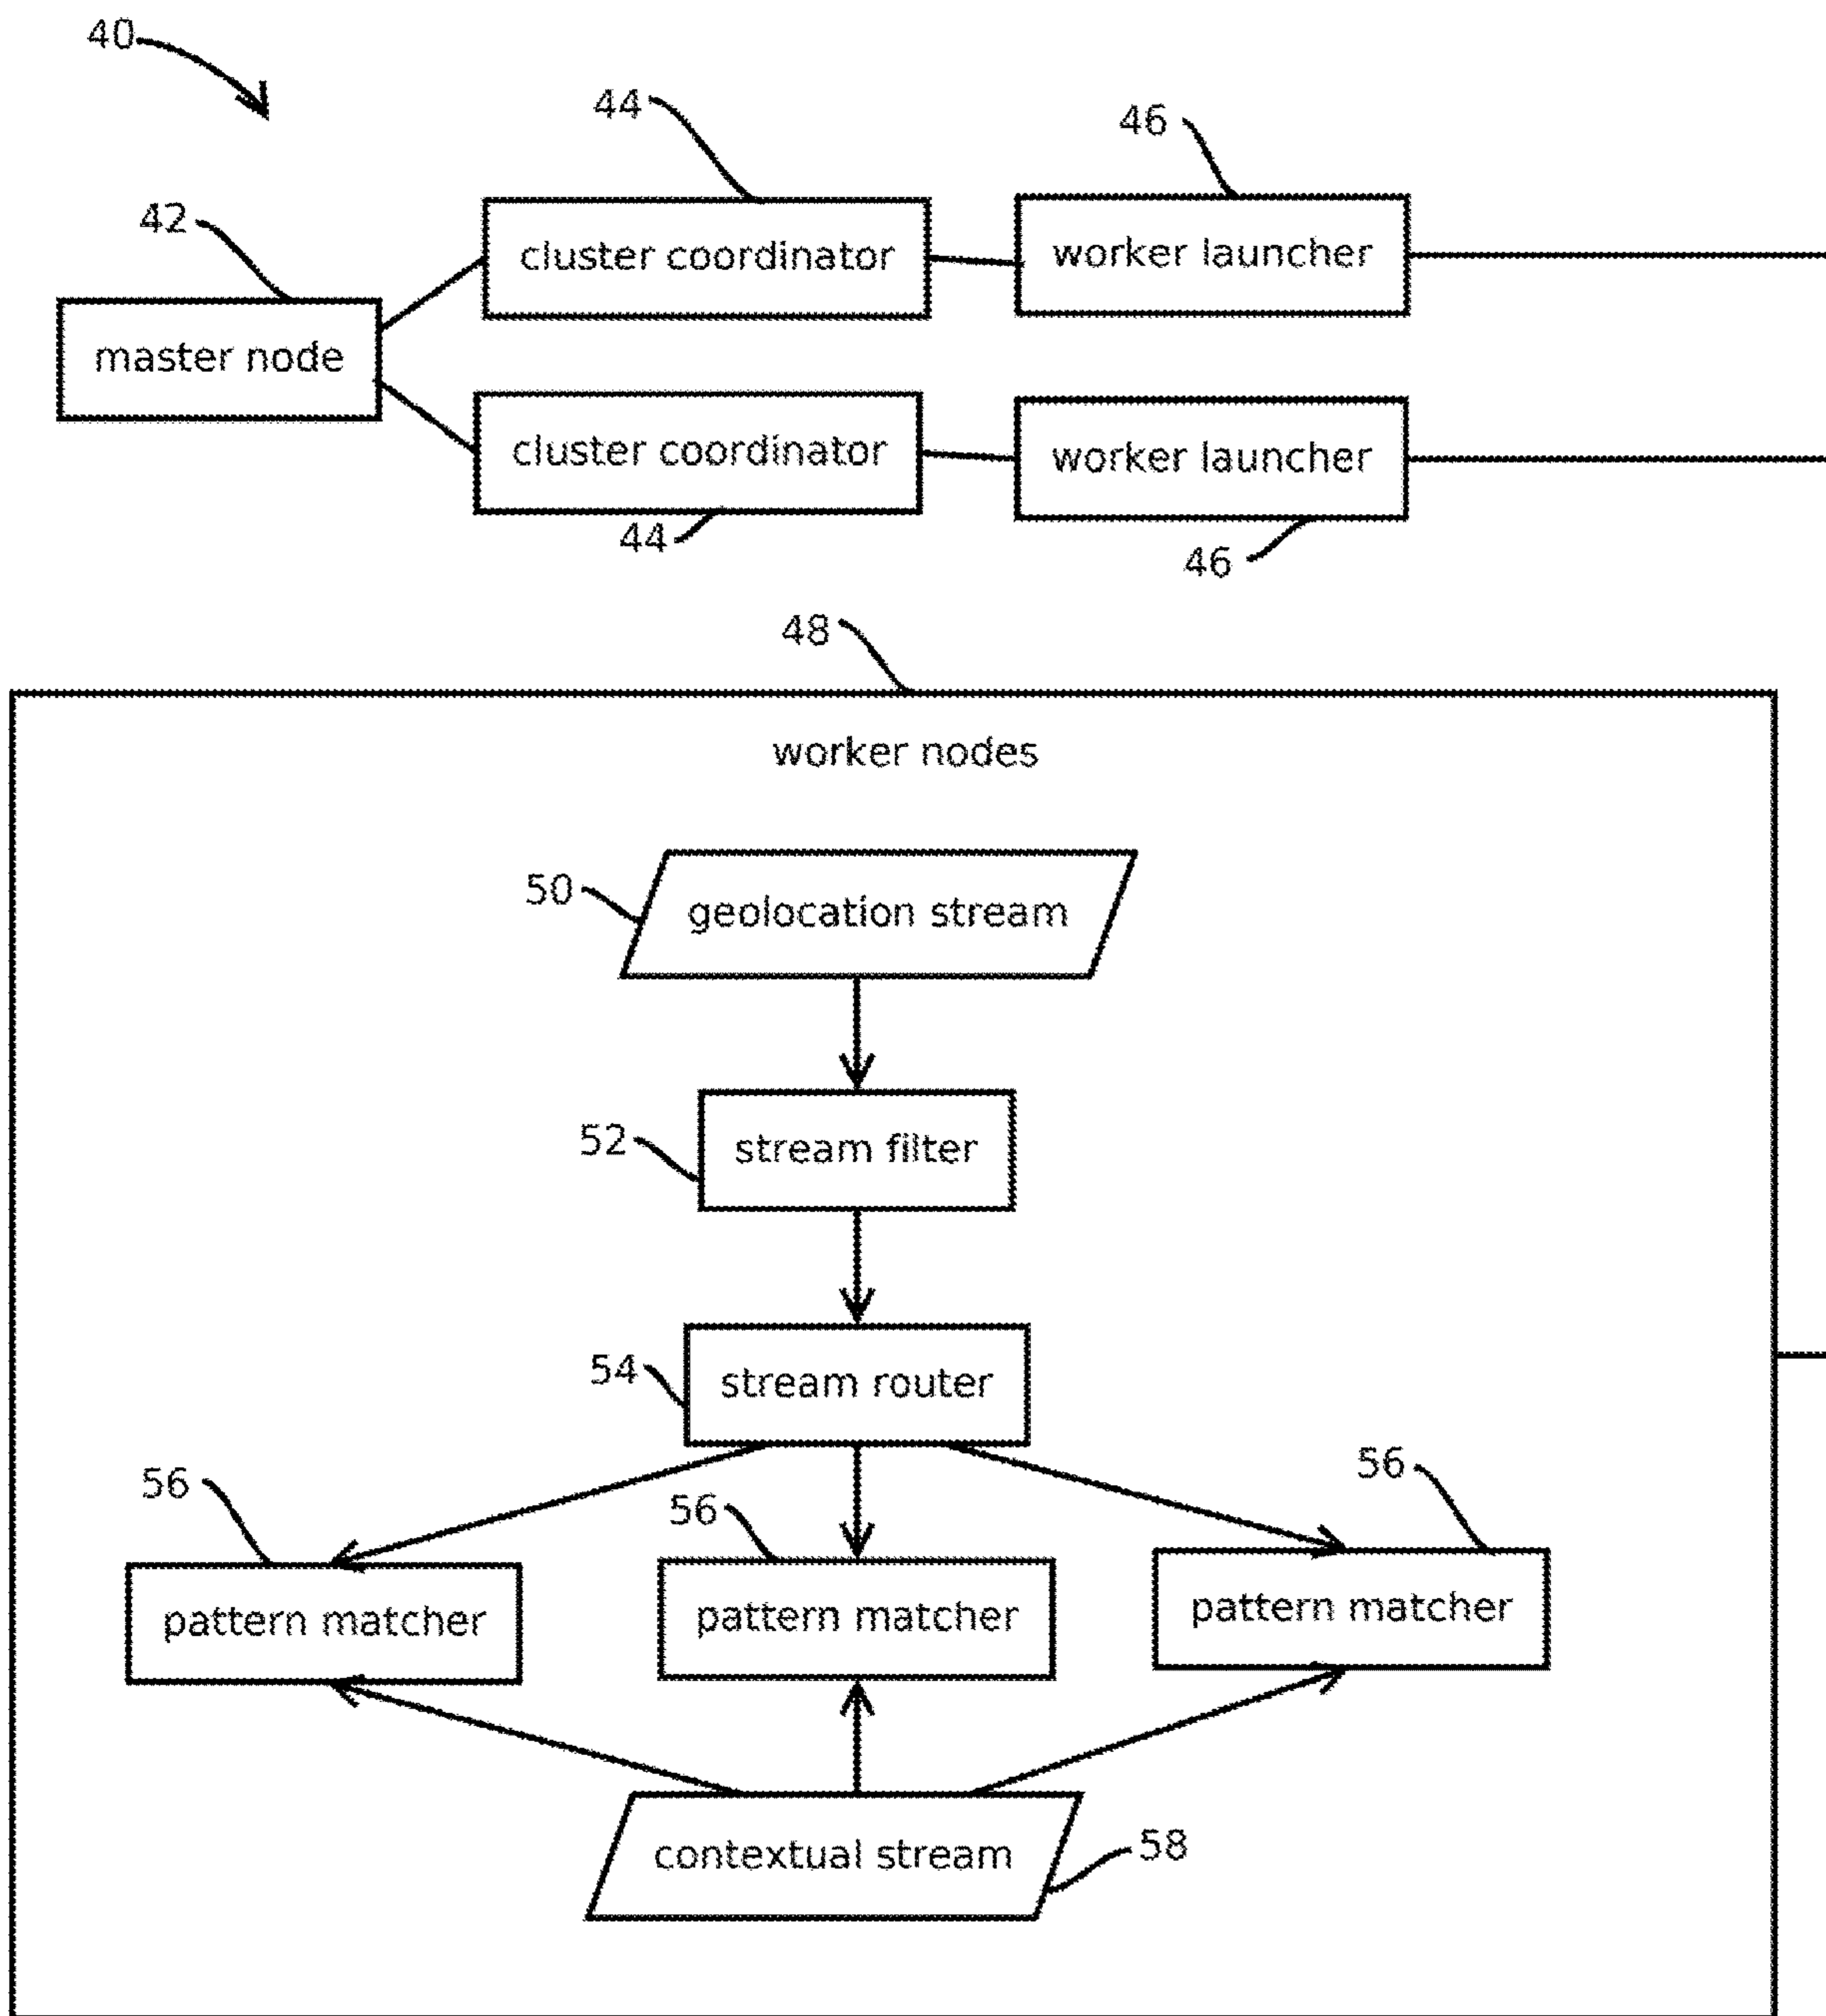 40
44
46
42
cluster coordinator
worker launcher
master node
cluster coordinator
worker launcher
44
46
48
worker nodes
50
geolocation stream
52
stream filter
54
stream router
56
56
56
pattern matcher
pattern matcher
pattern matcher
contextual stream
58